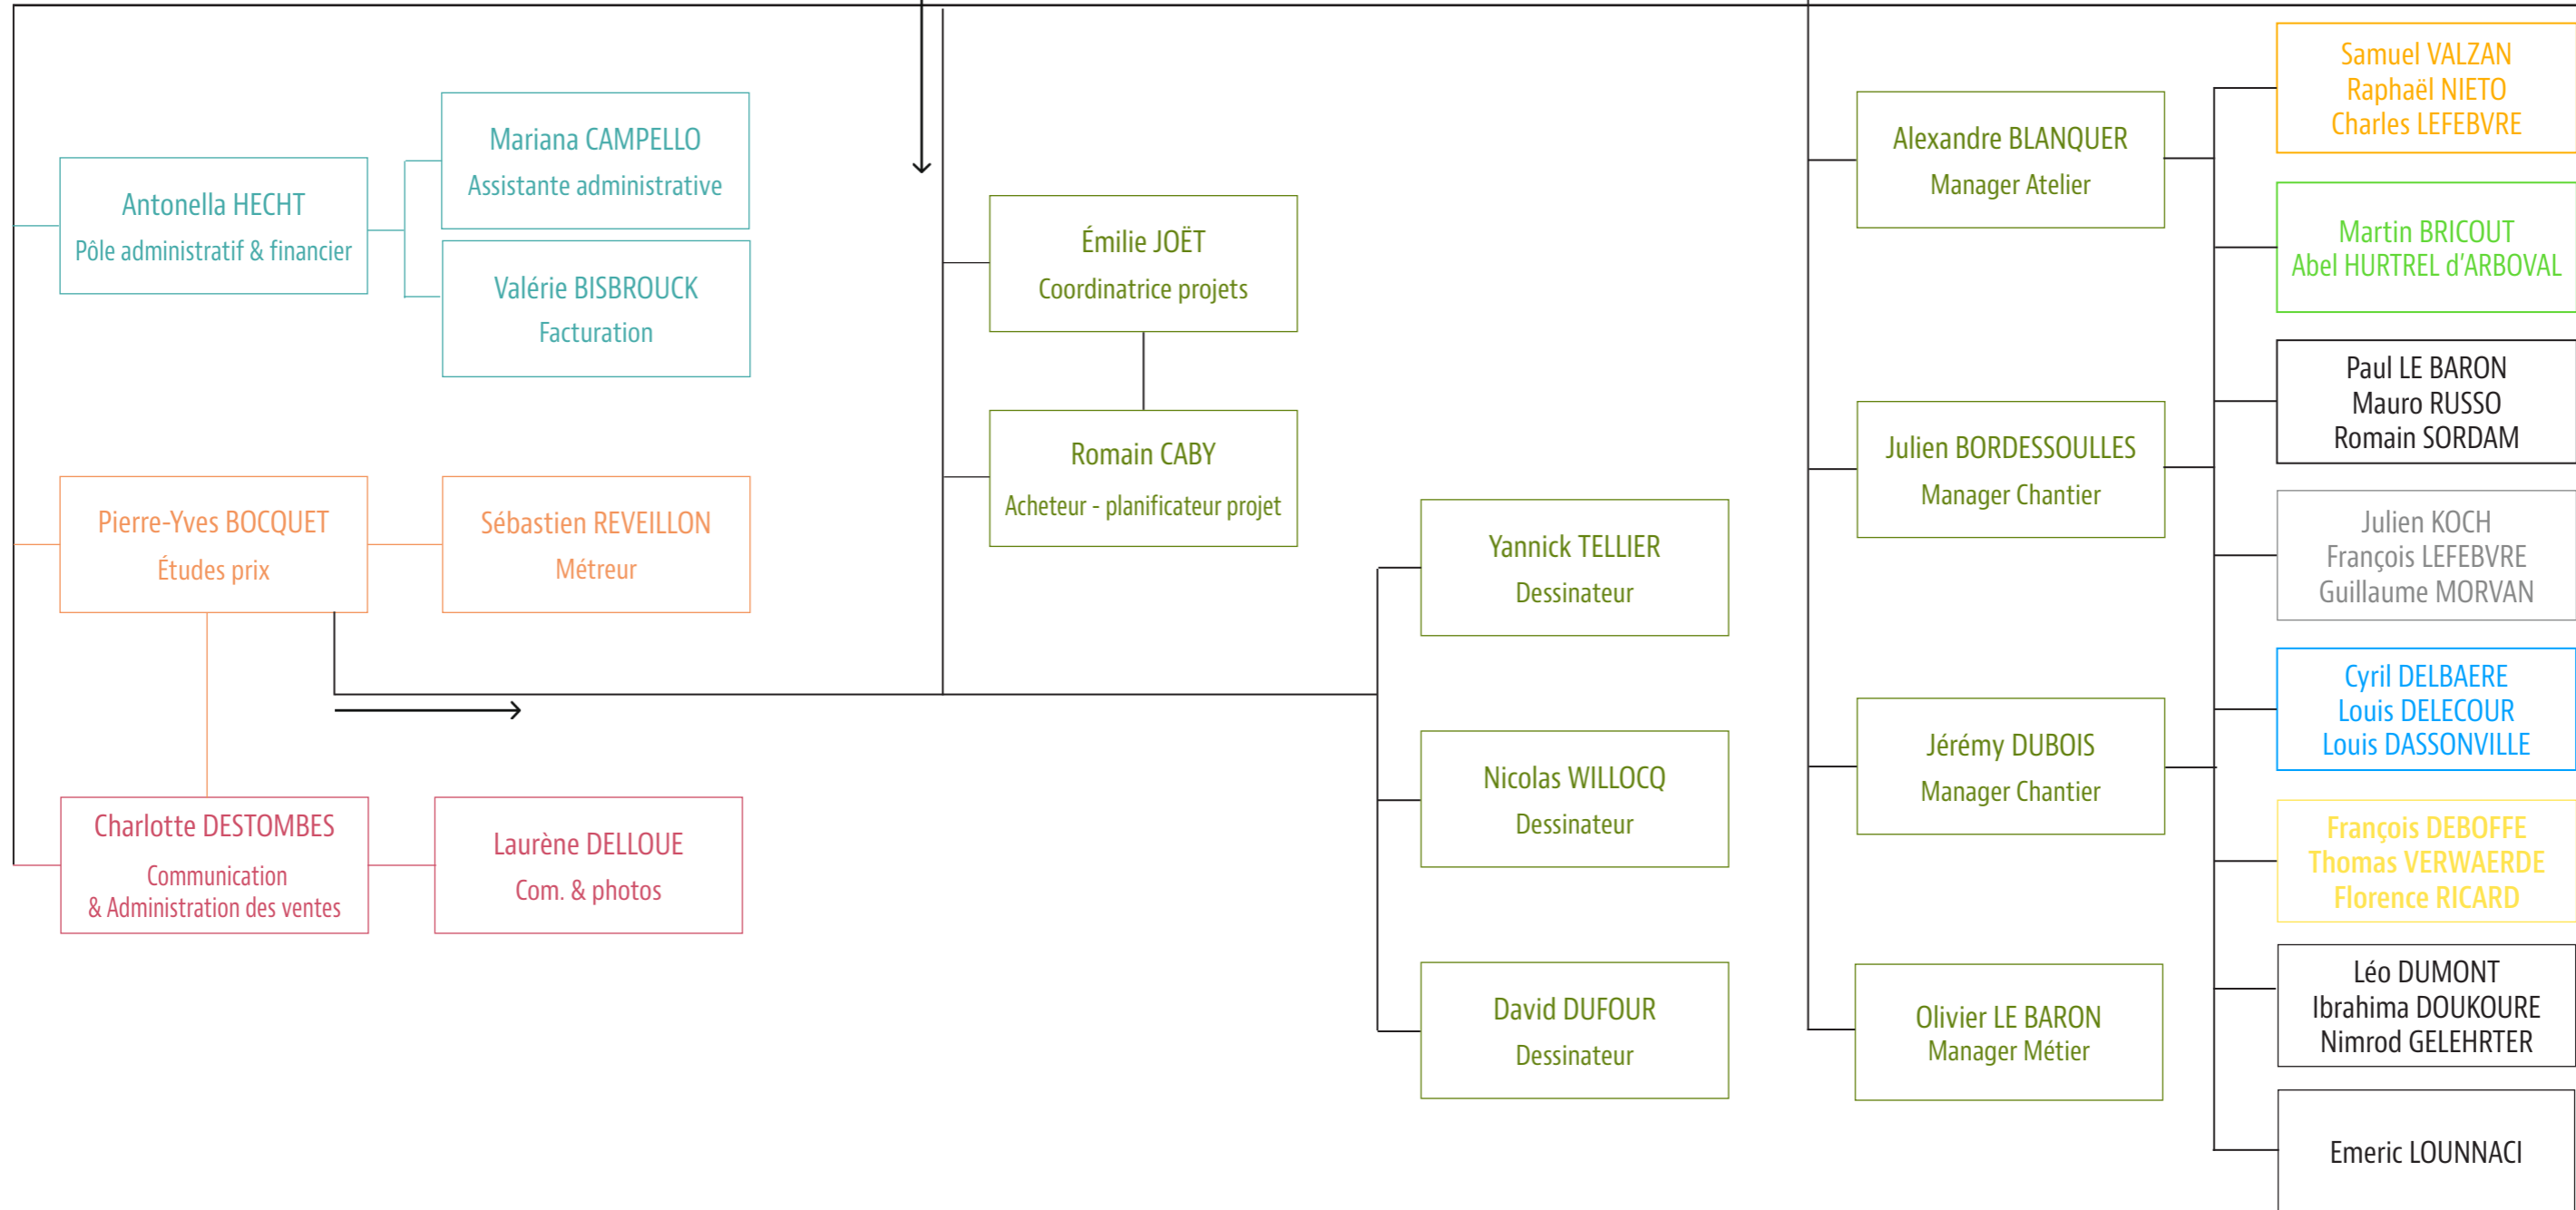 Antonella HECHT
Pôle administratif & financier
Mariana CAMPELLO
Assistante administrative
Valérie BISBROUCK
Facturation
Pierre-Yves BOCQUET
Études prix
Sébastien REVEILLON
Métreur
Charlotte DESTOMBES
Communication
& Administration des ventes
Laurène DELLOUE
Com. & photos
Émilie JOËT
Coordinatrice projets
Romain CABY
Acheteur - planificateur projet
Yannick TELLIER
Dessinateur
Nicolas WILLOCQ
Dessinateur
David DUFOUR
Dessinateur
Alexandre BLANQUER
Manager Atelier
Julien BORDESSOULLES
Manager Chantier
Jérémy DUBOIS
Manager Chantier
Olivier LE BARON
Manager Métier
Samuel VALZAN
Raphaël NIETO
Charles LEFEBVRE
Martin BRICOUT
Abel HURTREL d'ARBOVAL
Paul LE BARON
Mauro RUSSO
Romain SORDAM
Julien KOCH
François LEFEBVRE
Guillaume MORVAN
Cyril DELBAERE
Louis DELECOUR
Louis DASSONVILLE
François DEBOFFE
Thomas VERWAERDE
Florence RICARD
Léo DUMONT
Ibrahima DOUKOURE
Nimrod GELEHRTER
Emeric LOUNNACI